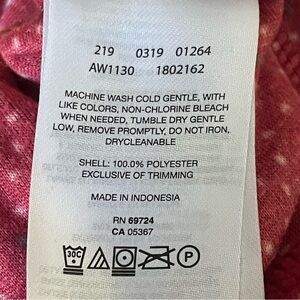 219 0319 01264
AW1130 1802162
MACHINE WASH COLD GENTLE, WITH
LIKE COLORS, NON-CHLORINE BLEACH
WHEN NEEDED, TUMBLE DRY GENTLE
LOW, REMOVE PROMPTLY, DO NOT IRON,
DRYCLEANABLE
SHELL: 100.0% POLYESTER
EXCLUSIVE OF TRIMMING
MADE IN INDONESIA
RN 69724
CA 05367
30C P